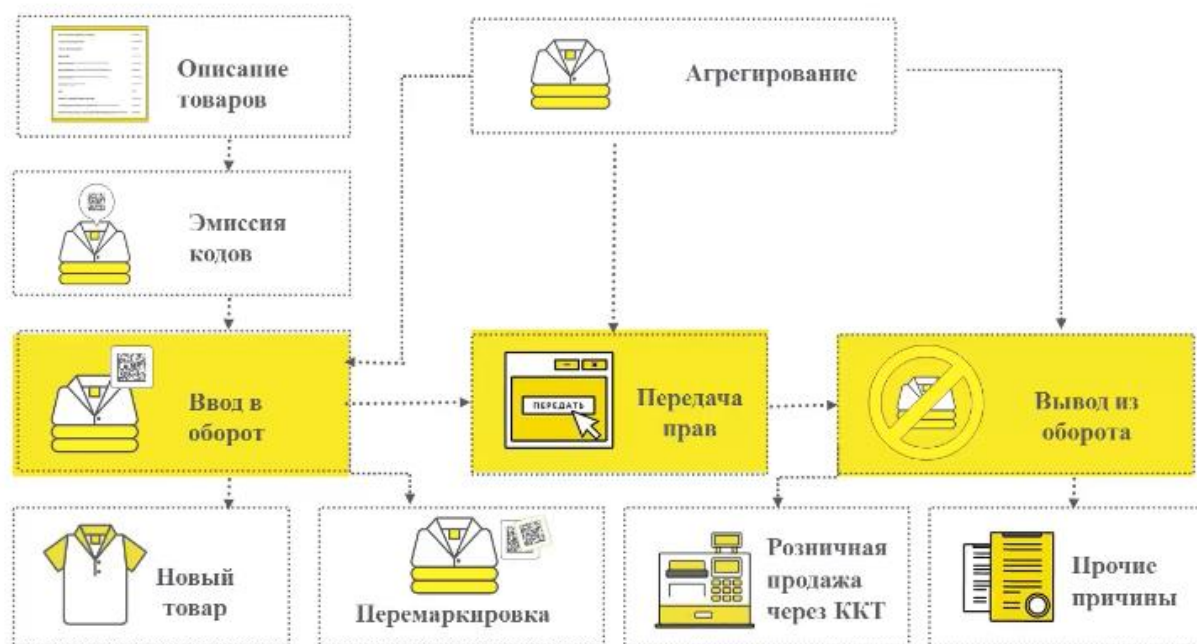 Описание
товаров
Агрегирование
Эмиссия
кодов
Ввод в
оборот
ПЕРЕДАТЬ
Передача
прав
Вывод из
оборота
Новый
товар
Перемаркировка
Розничная
продажа
через ККТ
Прочие
причины